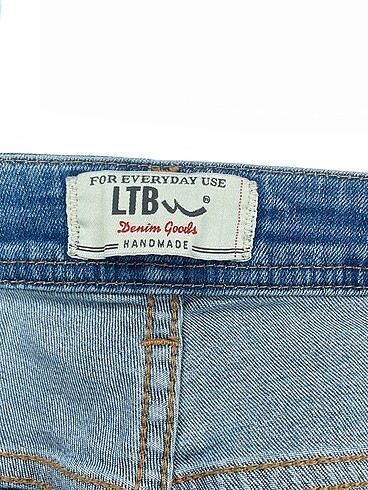 FOR EVERYDAY USE
LTB ®
Denim Goods
HANDMADE